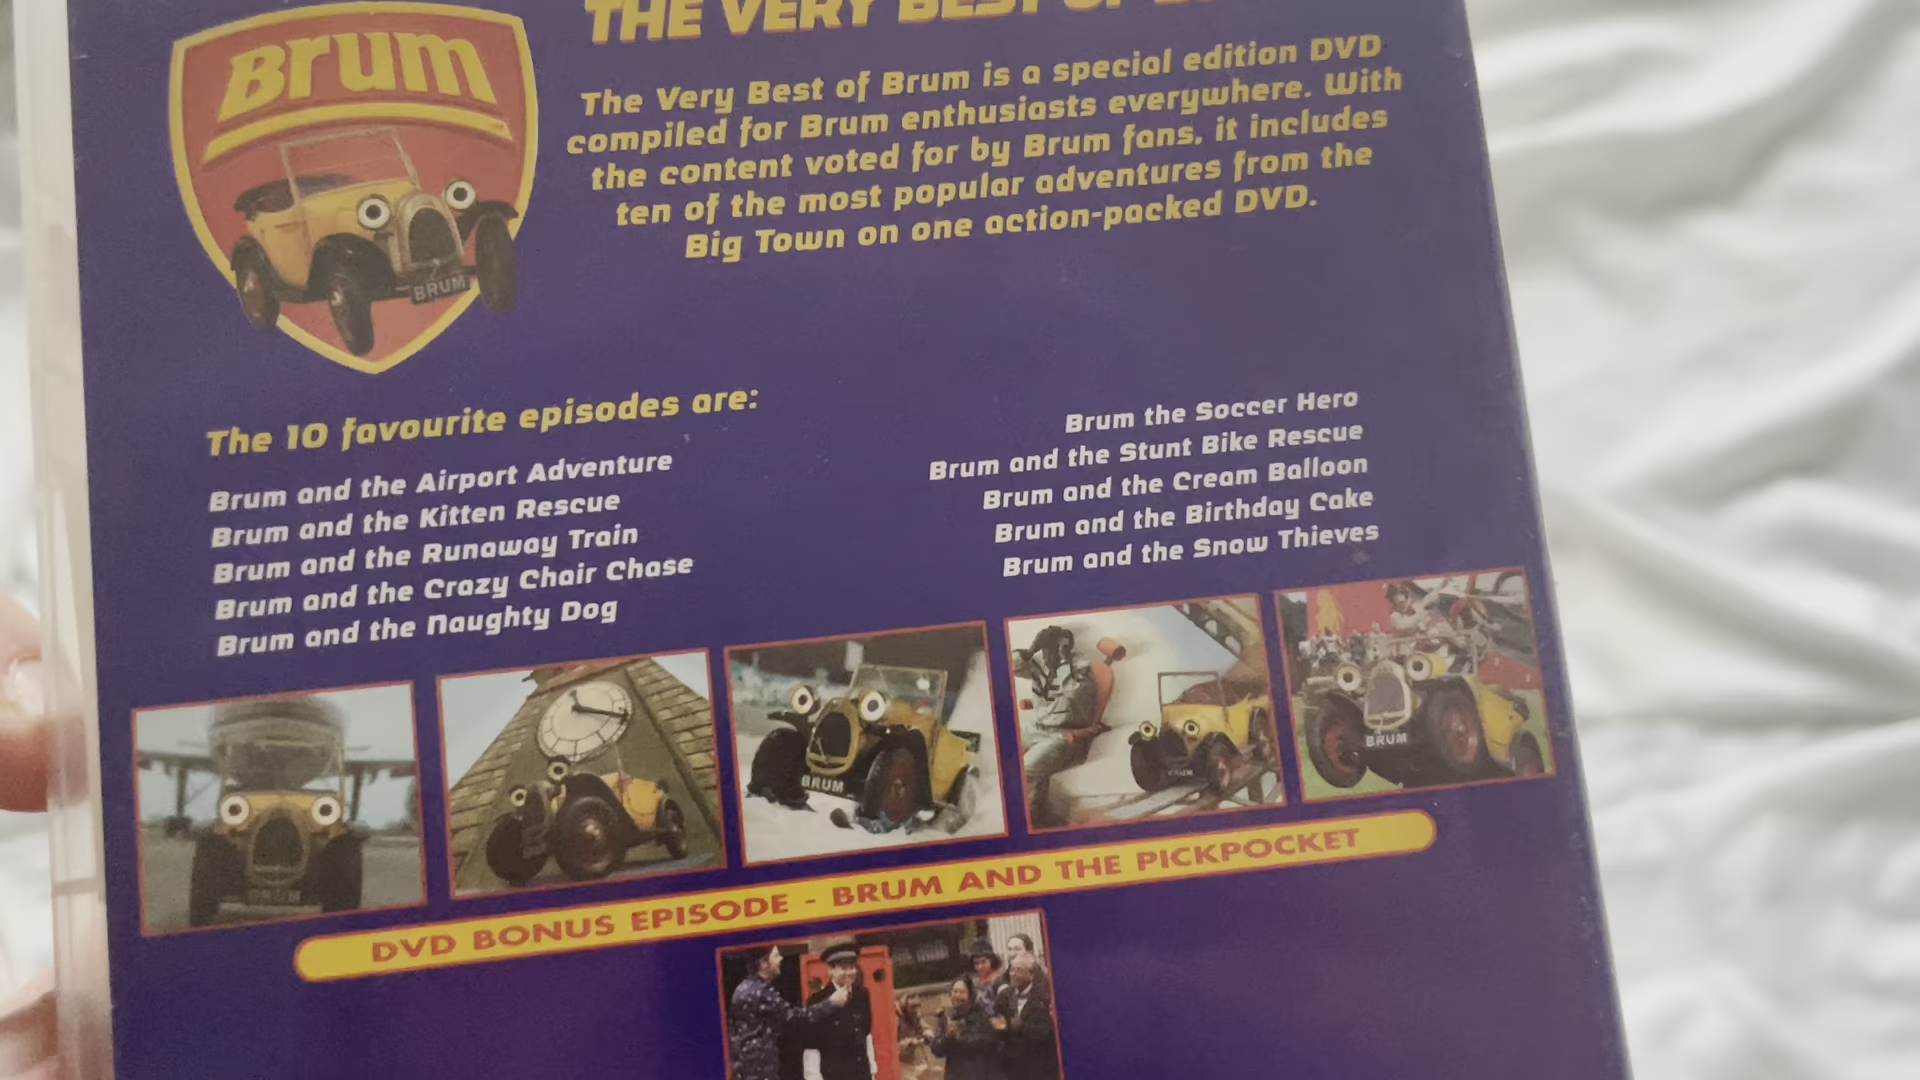 Brum
THE VERY BEST OF
The Very Best of Brum is a special edition DVD
compiled for Brum enthusiasts everywhere. With
the content voted for by Brum fans, it includes
ten of the most popular adventures from the
Big Town on one action-packed DVD.
BRUM
The 10 favourite episodes are:
Brum and the Airport Adventure
Brum and the Kitten Rescue
Brum and the Runaway Train
Brum and the Crazy Chair Chase
Brum and the Naughty Dog
Brum the Soccer Hero
Brum and the Stunt Bike Rescue
Brum and the Cream Balloon
Brum and the Birthday Cake
Brum and the Snow Thieves
BRUM
BRUM
BRUM
BRUM
DVD BONUS EPISODE - BRUM AND THE PICKPOCKET